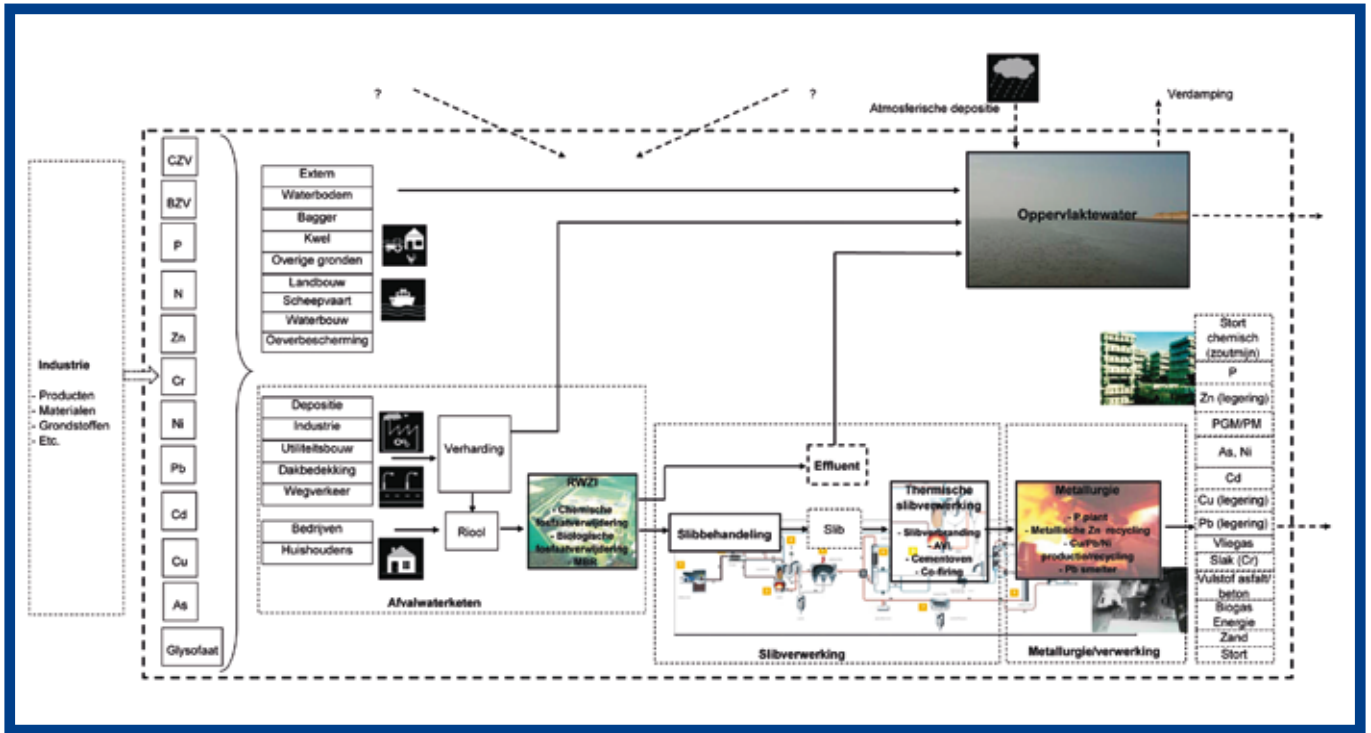 ?
?
Atmosferische depositie
Verdamping
CZV
BZV
P
N
Zn
Cr
Ni
Pb
Cd
Cu
As
Glysofaat
Industrie
- Producten
- Materialen
- Grondstoffen
- Etc.
Extern
Waterbodem
Bagger
Kwel
Overige gronden
Landbouw
Scheepvaart
Waterbouw
Oeverbescherming
Oppervlaktewater
Depositie
Industrie
Utiliteitsbouw
Dakbedekking
Wegverkeer
Bedrijven
Huishoudens
Verharding
Riool
RWZI
- Chemische
fosfaatverwijdering
- Biologische
fosfaatverwijdering
- MBR
Afvalwaterketen
Effluent
Slibbehandeling
Slib
Thermische
slibverwerking
- Slibverbranding
- AVI
- Cementoven
- Co-firing
Slibverwerking
Metallurgie
- P plant
- Metallische Zn recycling
- Cu/Pb/Ni
production/recycling
- Pb smelter
Metallurgie/verwerking
Stort
chemisch
(zoutmijn)
P
Zn (legering)
PGM/PM
As, Ni
Cd
Cu (legering)
Pb (legering)
Vliegas
Slak (Cr)
Vulstof asfalt/
beton
Biogas
Energie
Zand
Stort